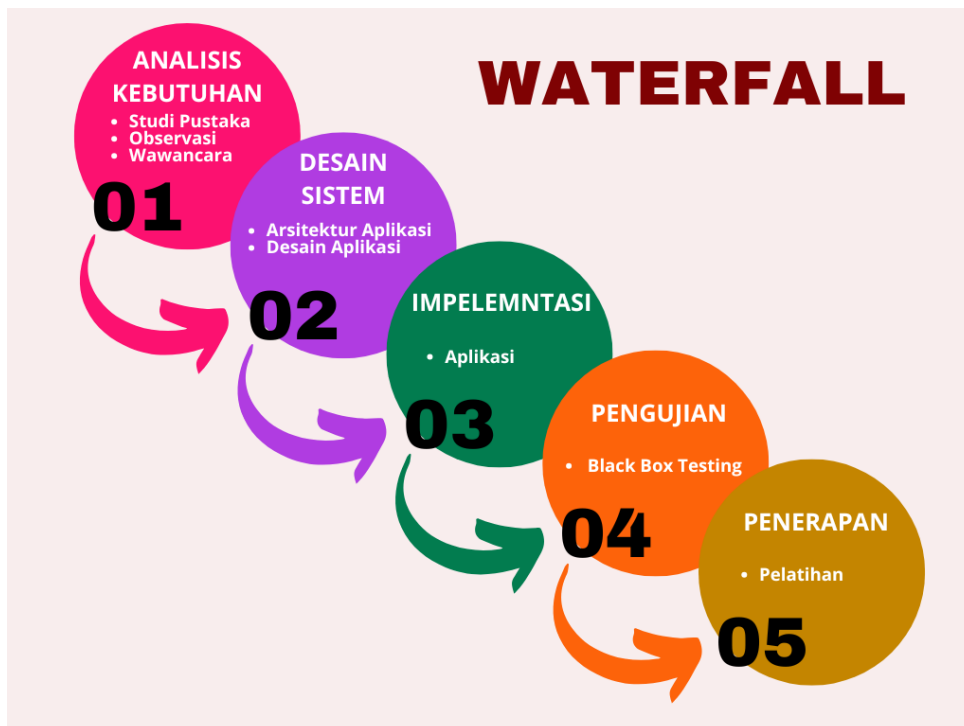 WATERFALL
ANALISIS
KEBUTUHAN
• Studi Pustaka
• Observasi
• Wawancara
01
DESAIN
SISTEM
• Arsitektur Aplikasi
• Desain Aplikasi
02
IMPELEMNTASI
• Aplikasi
03
PENGUJIAN
• Black Box Testing
04
PENERAPAN
• Pelatihan
05